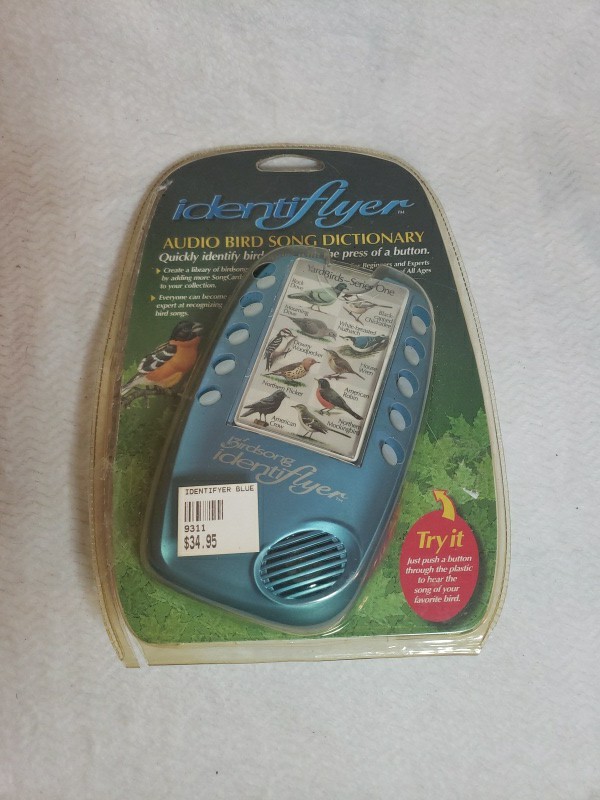 identiflyer TM
AUDIO BIRD SONG DICTIONARY
Quickly identify bird he press of a button.
Create a library of birdsong
by adding more SongCard
to your collection.
Everyone can become
expert at recognizing
bird songs.
Beginners and Experts
of All Ages
YardBirds–Series One
Rock Dove
Black-Capped Chickadee
Mourning Dove
White-breasted Nuthatch
Downy Woodpecker
House Wren
Northern Flicker
American Robin
American Crow
Northern Mockingbird
Birdsong
identiflyer
IDENTIFYER BLUE
9311
$34.95
Try it
Just push a button
through the plastic
to hear the
song of your
favorite bird.